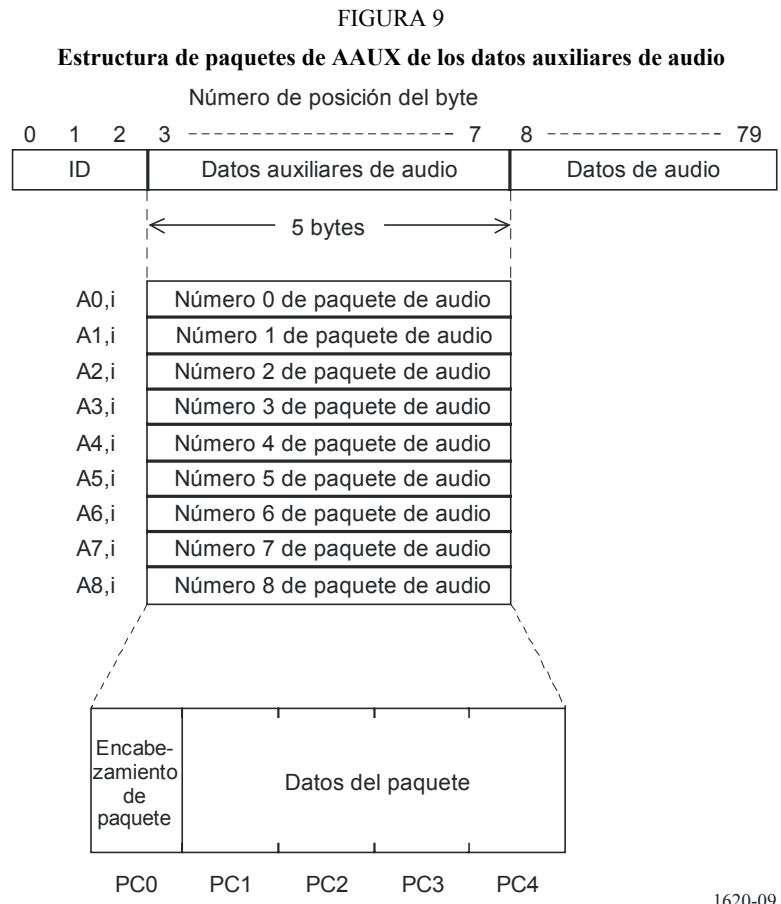 FIGURA 9
Estructura de paquetes de AAUX de los datos auxiliares de audio
Número de posición del byte
0 1 2 3 7 8 79
ID Datos auxiliares de audio Datos de audio
5 bytes
A0,i Número 0 de paquete de audio
A1,i Número 1 de paquete de audio
A2,i Número 2 de paquete de audio
A3,i Número 3 de paquete de audio
A4,i Número 4 de paquete de audio
A5,i Número 5 de paquete de audio
A6,i Número 6 de paquete de audio
A7,i Número 7 de paquete de audio
A8,i Número 8 de paquete de audio
Encabe-
zamiento
de
paquete
Datos del paquete
PC0 PC1 PC2 PC3 PC4
1620-09